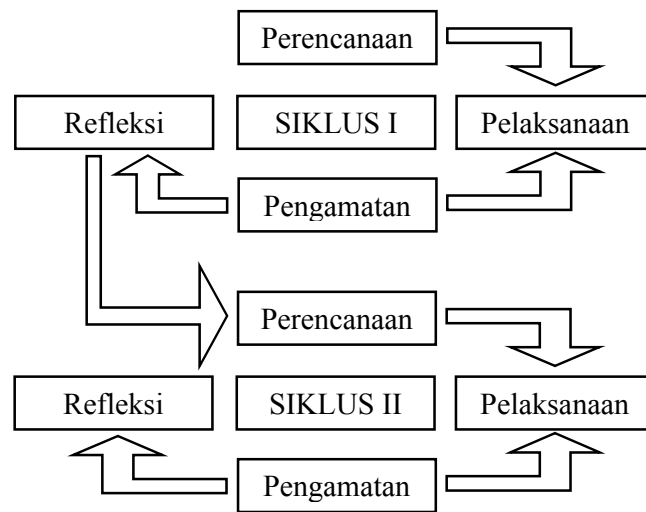 Perencanaan
Refleksi
SIKLUS I
Pelaksanaan
Pengamatan
Perencanaan
Refleksi
SIKLUS II
Pelaksanaan
Pengamatan